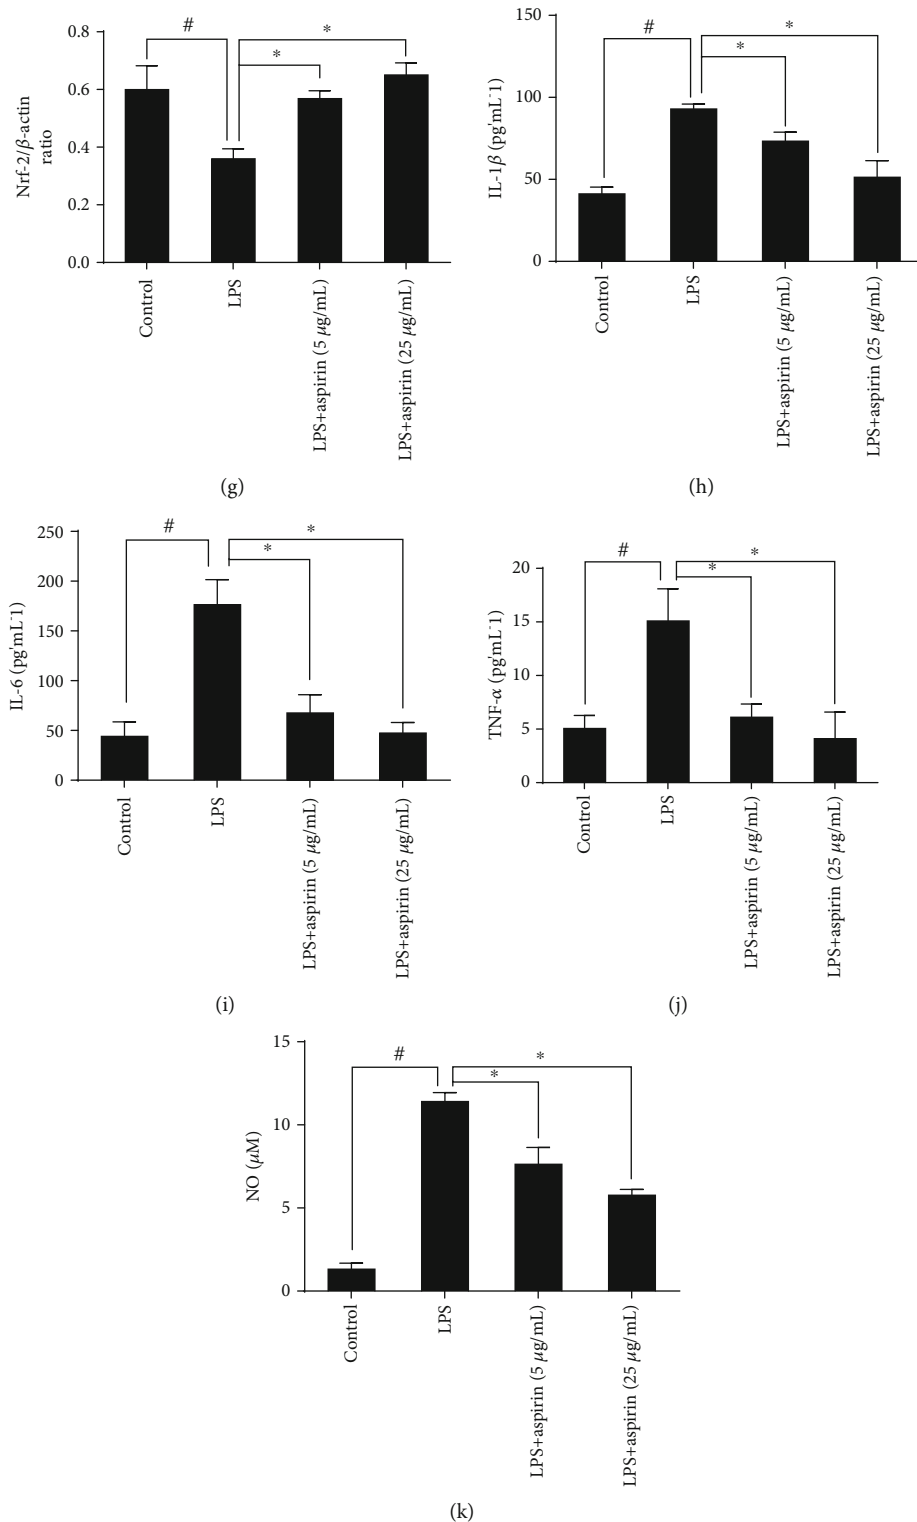 #
*
*
0.8
0.6
0.4
0.2
0.0
Nrf-2/β-actin
ratio
Control
LPS
LPS+aspirin (5 μg/mL)
LPS+aspirin (25 μg/mL)
(g)
#
*
*
150
100
50
0
IL-1β (pg'mL-1)
Control
LPS
LPS+aspirin (5 μg/mL)
LPS+aspirin (25 μg/mL)
(h)
#
*
*
250
200
150
100
50
0
IL-6 (pg'mL-1)
Control
LPS
LPS+aspirin (5 μg/mL)
LPS+aspirin (25 μg/mL)
(i)
#
*
*
20
15
10
5
0
TNF-α (pg'mL-1)
Control
LPS
LPS+aspirin (5 μg/mL)
LPS+aspirin (25 μg/mL)
(j)
#
*
*
15
10
5
0
NO (μM)
Control
LPS
LPS+aspirin (5 μg/mL)
LPS+aspirin (25 μg/mL)
(k)